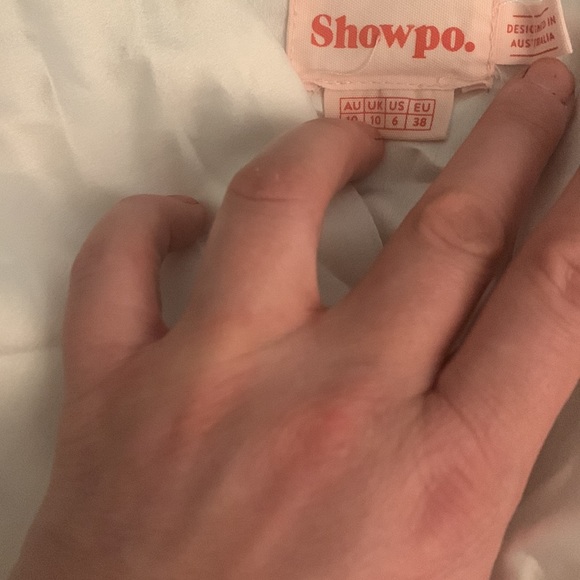 Showpo.
DESIGNED IN
AUSTRALIA
AU UK US EU
10 10 6 38